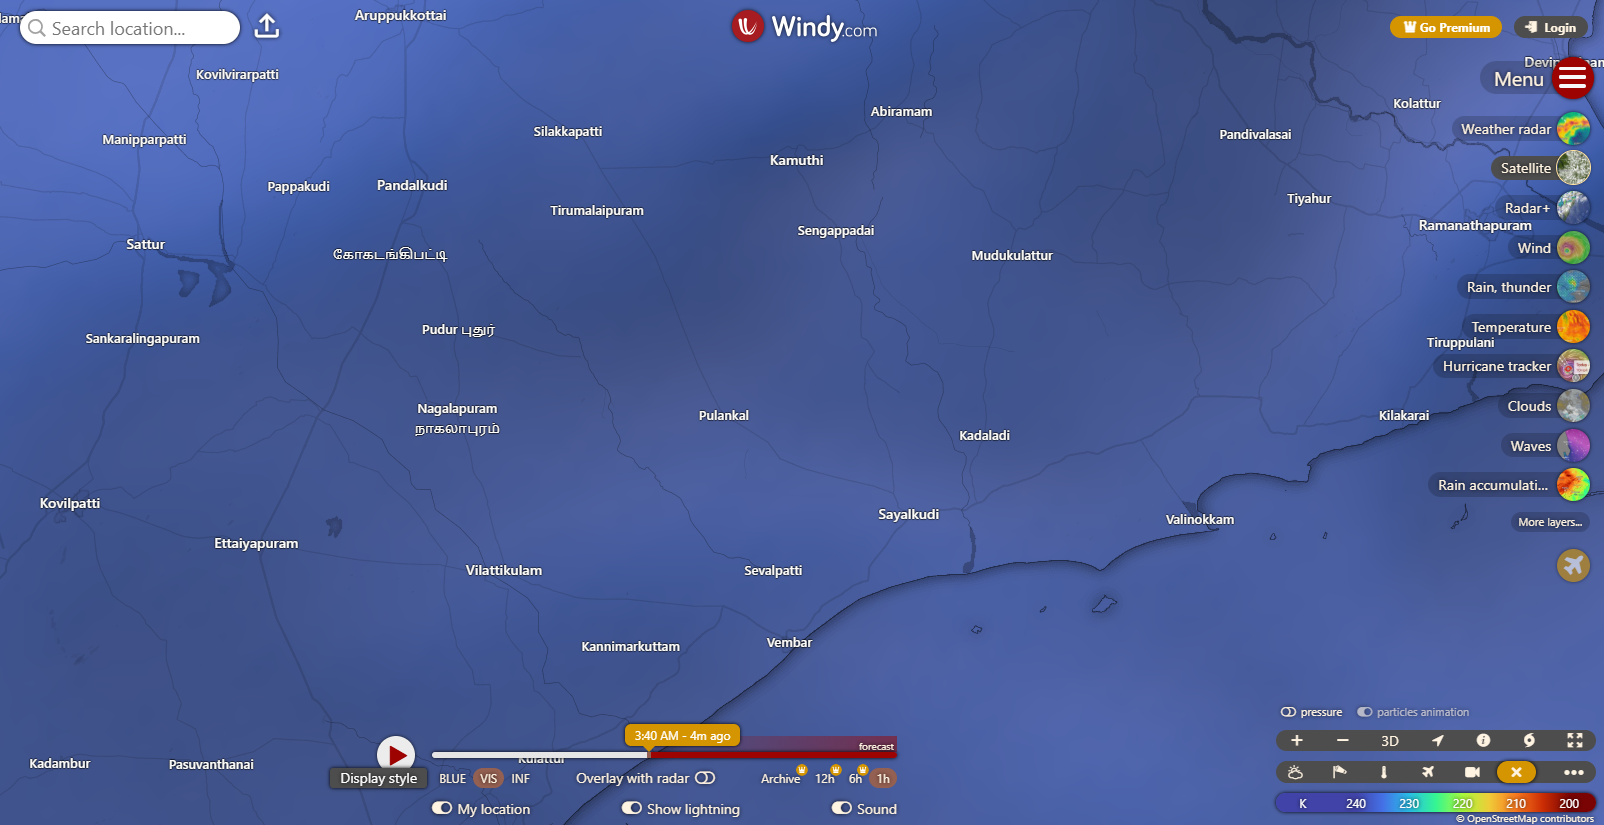 Search location...
Windy.com
Go Premium
Login
Aruppukkottai
Kovilvirarpatti
Menu
Kolattur
Abiramam
Weather radar
Silakkapatti
Pandivalasai
Manipparpatti
Kamuthi
Satellite
Pappakudi
Pandalkudi
Tiyahur
Radar+
Tirumalaipuram
Ramanathapuram
Sengappadai
Sattur
Wind
கோகடங்கிபட்டி
Mudukulattur
Rain, thunder
Temperature
Pudur புதுர்
Sankaralingapuram
Tiruppulani
Hurricane tracker
Clouds
Nagalapuram
நாகலாபுரம்
Pulankal
Kilakarai
Kadaladi
Waves
Rain accumulati...
Kovilpatti
Sayalkudi
Valinokkam
More layers...
Ettaiyapuram
Vilattikulam
Sevalpatti
Vembar
Kannimarkuttam
pressure
particles animation
3:40 AM - 4m ago
forecast
+ − 3D
Kadambur
Pasuvanthanai
Display style
BLUE VIS INF
Overlay with radar
Archive 12h 6h 1h
My location
Show lightning
Sound
K 240 230 220 210 200
© OpenStreetMap contributors